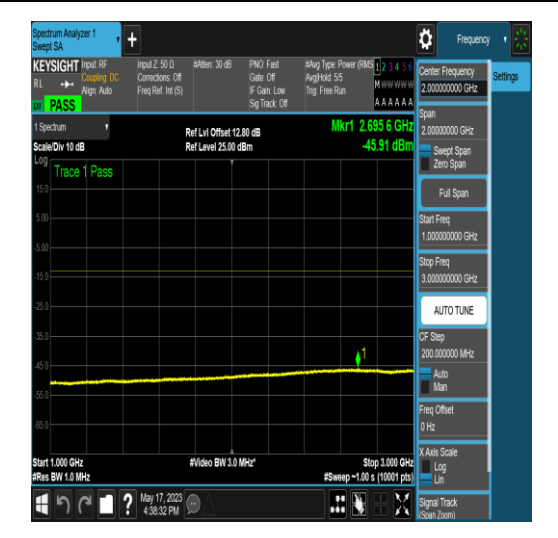 Spectrum Analyzer 1
Swept SA
+
Frequency
KEYSIGHT
R L
LW
PASS
Input: RF
Coupling: DC
Align: Auto
Input Z: 50 Ω
Corrections: Off
Freq Ref: Int (S)
#Atten: 30 dB
PNO: Fast
Gate: Off
IF Gain: Low
Sig Track: Off
#Avg Type: Power (RMS
Avg|Hold: 5/5
Trig: Free Run
1 2 3 4 5 6
M W W W W W
A A A A A A
Center Frequency
2.000000000 GHz
Settings
Span
2.00000000 GHz
Swept Span
Zero Span
Full Span
Start Freq
1.000000000 GHz
Stop Freq
3.000000000 GHz
AUTO TUNE
CF Step
200.000000 MHz
Auto
Man
Freq Offset
0 Hz
X Axis Scale
Log
Lin
Signal Track
(Span Zoom)
1 Spectrum
Scale/Div 10 dB
Ref Lvl Offset 12.80 dB
Ref Level 25.00 dBm
Mkr1 2.695 6 GHz
-45.91 dBm
Log
Trace 1 Pass
15.0
5.00
-5.00
-15.0
-25.0
-35.0
-45.0
-55.0
-65.0
1
Start 1.000 GHz
#Res BW 1.0 MHz
#Video BW 3.0 MHz*
Stop 3.000 GHz
#Sweep ~1.00 s (10001 pts)
?
May 17, 2023
4:38:32 PM